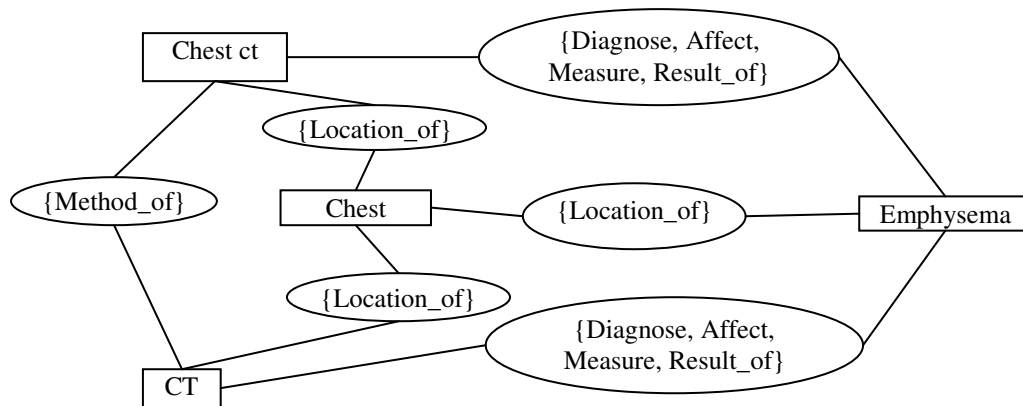 Chest ct
{Diagnose, Affect,
Measure, Result_of}
{Location_of}
{Method_of}
Chest
{Location_of}
Emphysema
{Location_of}
{Diagnose, Affect,
Measure, Result_of}
CT